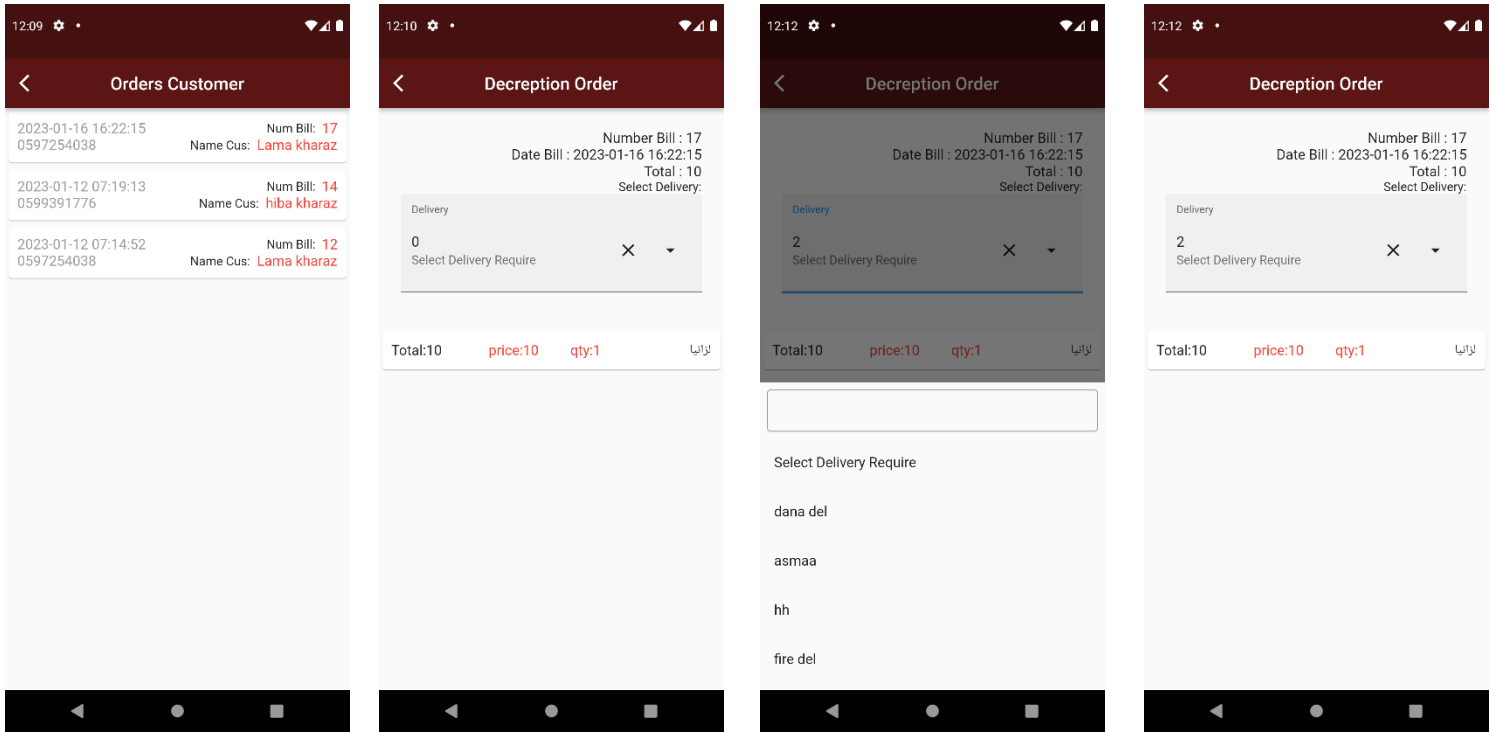 12:09
Orders Customer
2023-01-16 16:22:15 Num Bill: 17
0597254038 Name Cus: Lama kharaz
2023-01-12 07:19:13 Num Bill: 14
0599391776 Name Cus: hiba kharaz
2023-01-12 07:14:52 Num Bill: 12
0597254038 Name Cus: Lama kharaz
12:10
Decreption Order
Number Bill : 17
Date Bill : 2023-01-16 16:22:15
Total : 10
Select Delivery:
Delivery
0
Select Delivery Require
Total:10 price:10 qty:1 لزانيا
12:12
Decreption Order
Number Bill : 17
Date Bill : 2023-01-16 16:22:15
Total : 10
Select Delivery:
Delivery
2
Select Delivery Require
Total:10 price:10 qty:1 لزانيا
Select Delivery Require
dana del
asmaa
hh
fire del
12:12
Decreption Order
Number Bill : 17
Date Bill : 2023-01-16 16:22:15
Total : 10
Select Delivery:
Delivery
2
Select Delivery Require
Total:10 price:10 qty:1 لزانيا